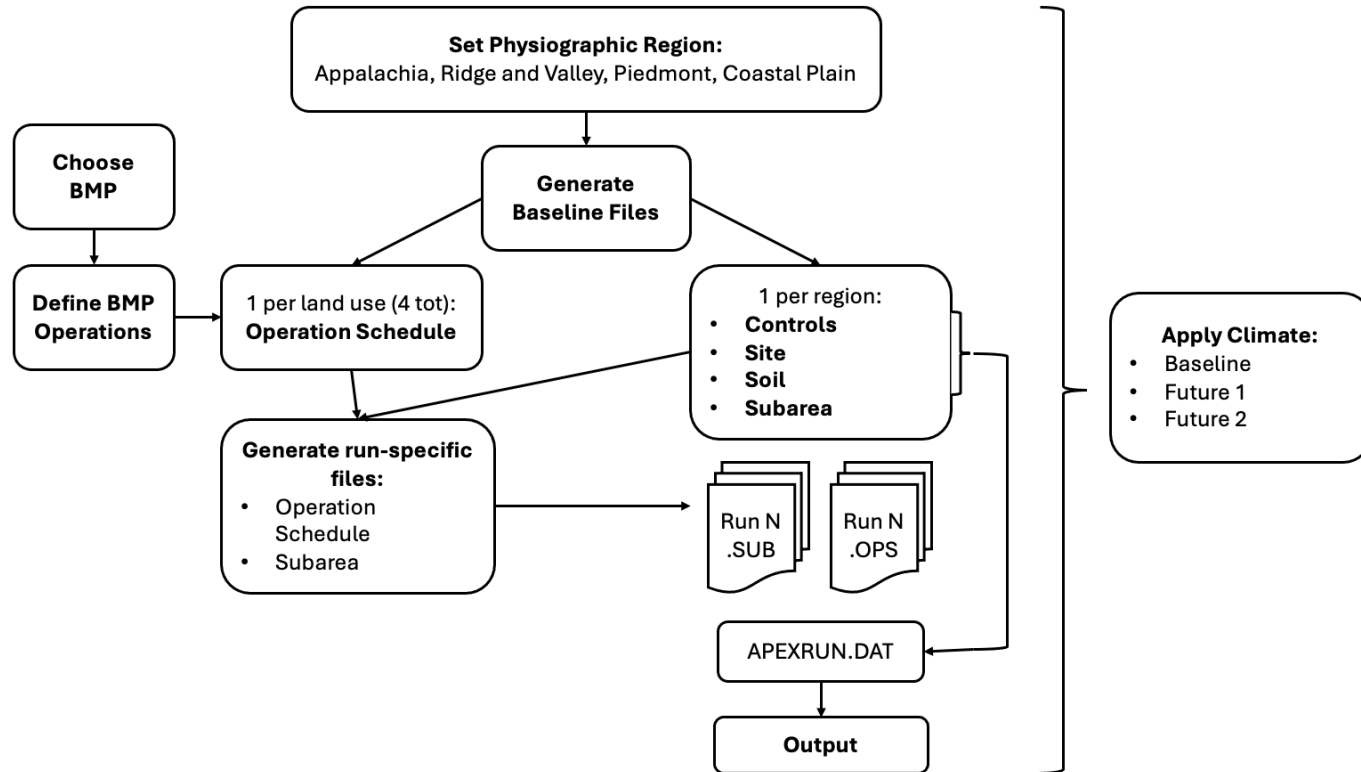 Set Physiographic Region:
Appalachia, Ridge and Valley, Piedmont, Coastal Plain
Choose
BMP
Generate
Baseline Files
Define BMP
Operations
1 per land use (4 tot):
Operation Schedule
1 per region:
• Controls
• Site
• Soil
• Subarea
Apply Climate:
• Baseline
• Future 1
• Future 2
Generate run-specific
files:
• Operation
Schedule
• Subarea
Run N
.SUB
Run N
.OPS
APEXRUN.DAT
Output